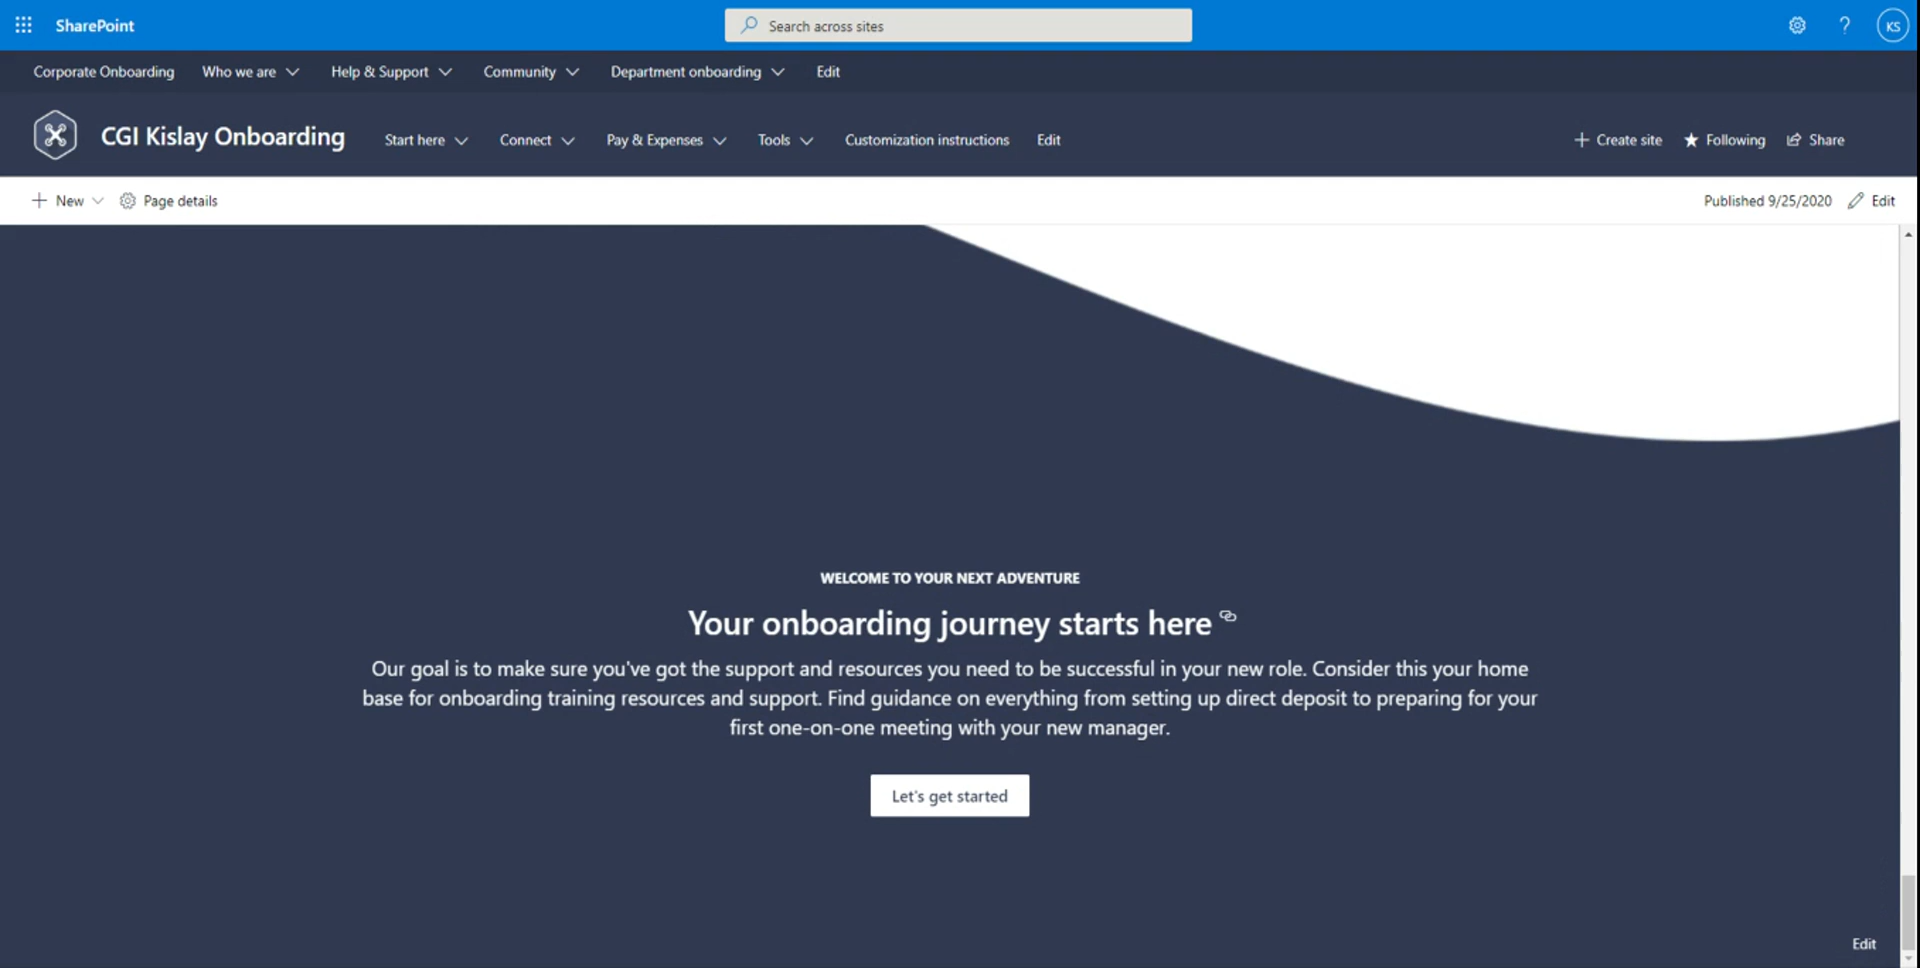 SharePoint
Search across sites
?
KS
Corporate Onboarding Who we are Help & Support Community Department onboarding Edit
CGI Kislay Onboarding Start here Connect Pay & Expenses Tools Customization instructions Edit
Create site Following Share
New Page details
Published 9/25/2020 Edit
WELCOME TO YOUR NEXT ADVENTURE
Your onboarding journey starts here
Our goal is to make sure you've got the support and resources you need to be successful in your new role. Consider this your home
base for onboarding training resources and support. Find guidance on everything from setting up direct deposit to preparing for your
first one-on-one meeting with your new manager.
Let's get started
Edit